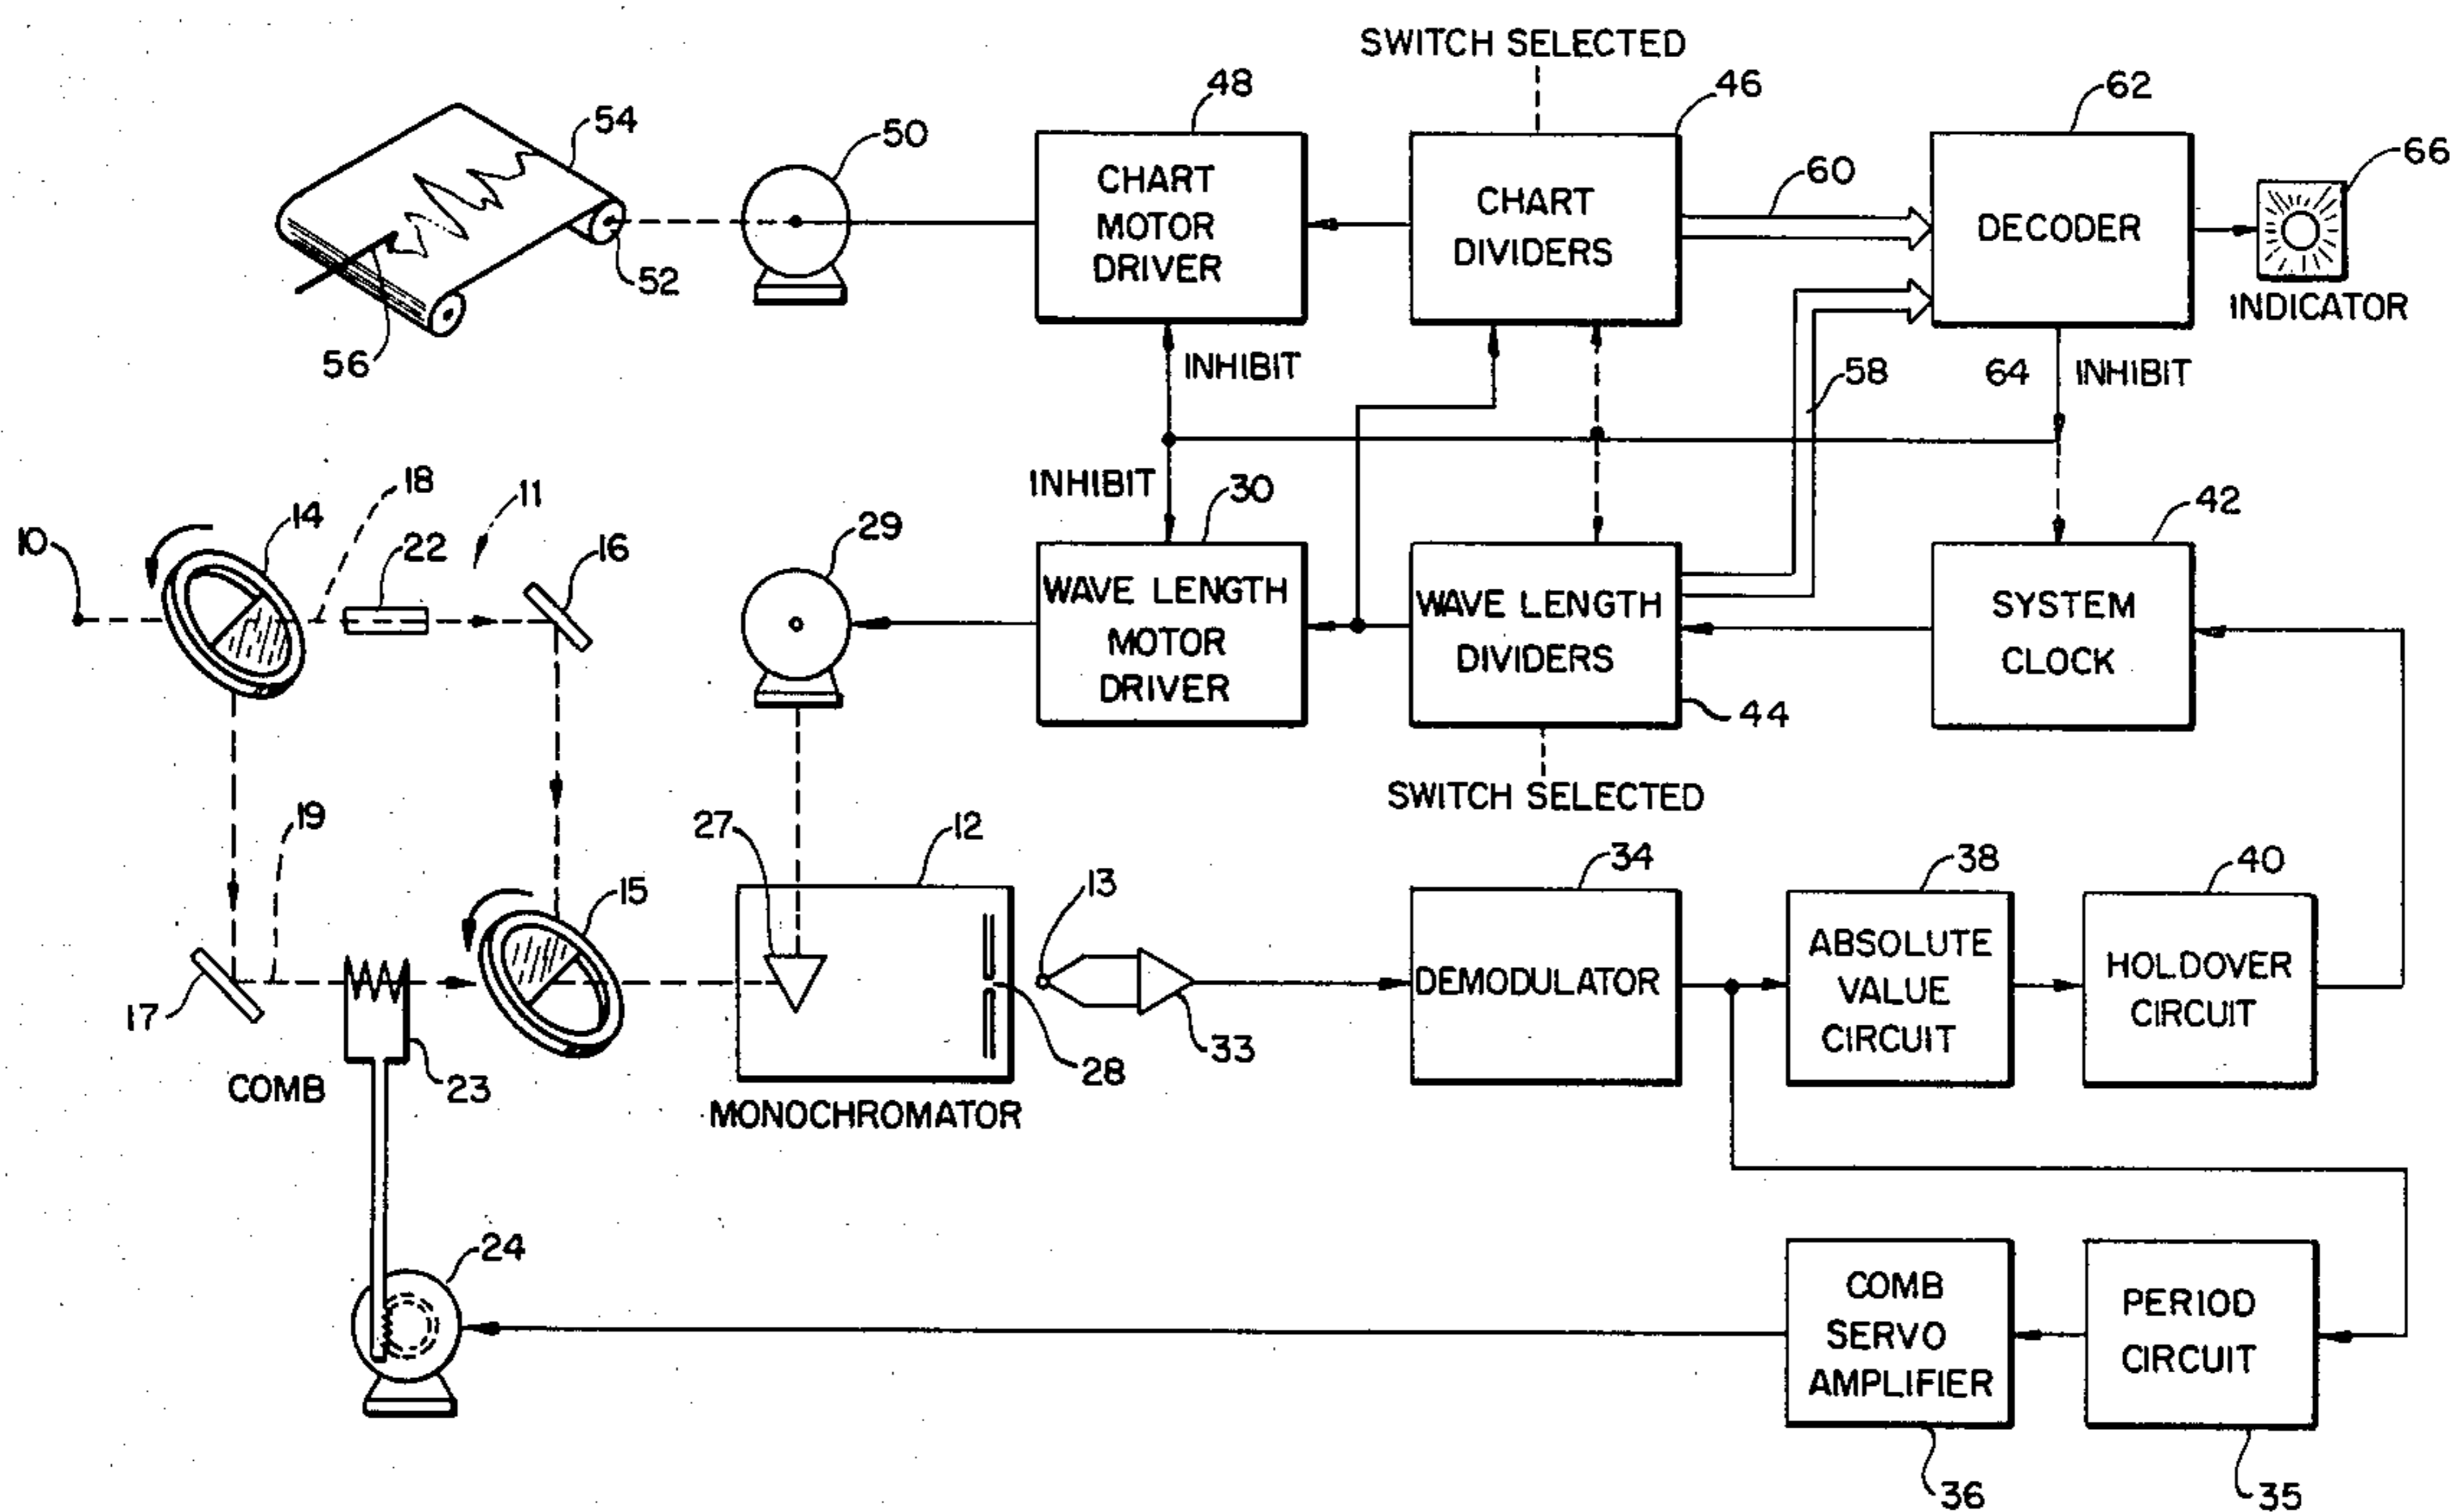 SWITCH SELECTED
48
46
62
54
50
66
CHART
MOTOR
DRIVER
CHART
DIVIDERS
60
DECODER
52
INDICATOR
56
INHIBIT
58
64
INHIBIT
18
11
INHIBIT
30
42
10
14
22
16
29
WAVE LENGTH
MOTOR
DRIVER
WAVE LENGTH
DIVIDERS
SYSTEM
CLOCK
44
SWITCH SELECTED
19
27
12
13
34
38
40
15
17
COMB
23
28
33
DEMODULATOR
ABSOLUTE
VALUE
CIRCUIT
HOLDOVER
CIRCUIT
MONOCHROMATOR
24
COMB
SERVO
AMPLIFIER
PERIOD
CIRCUIT
36
35